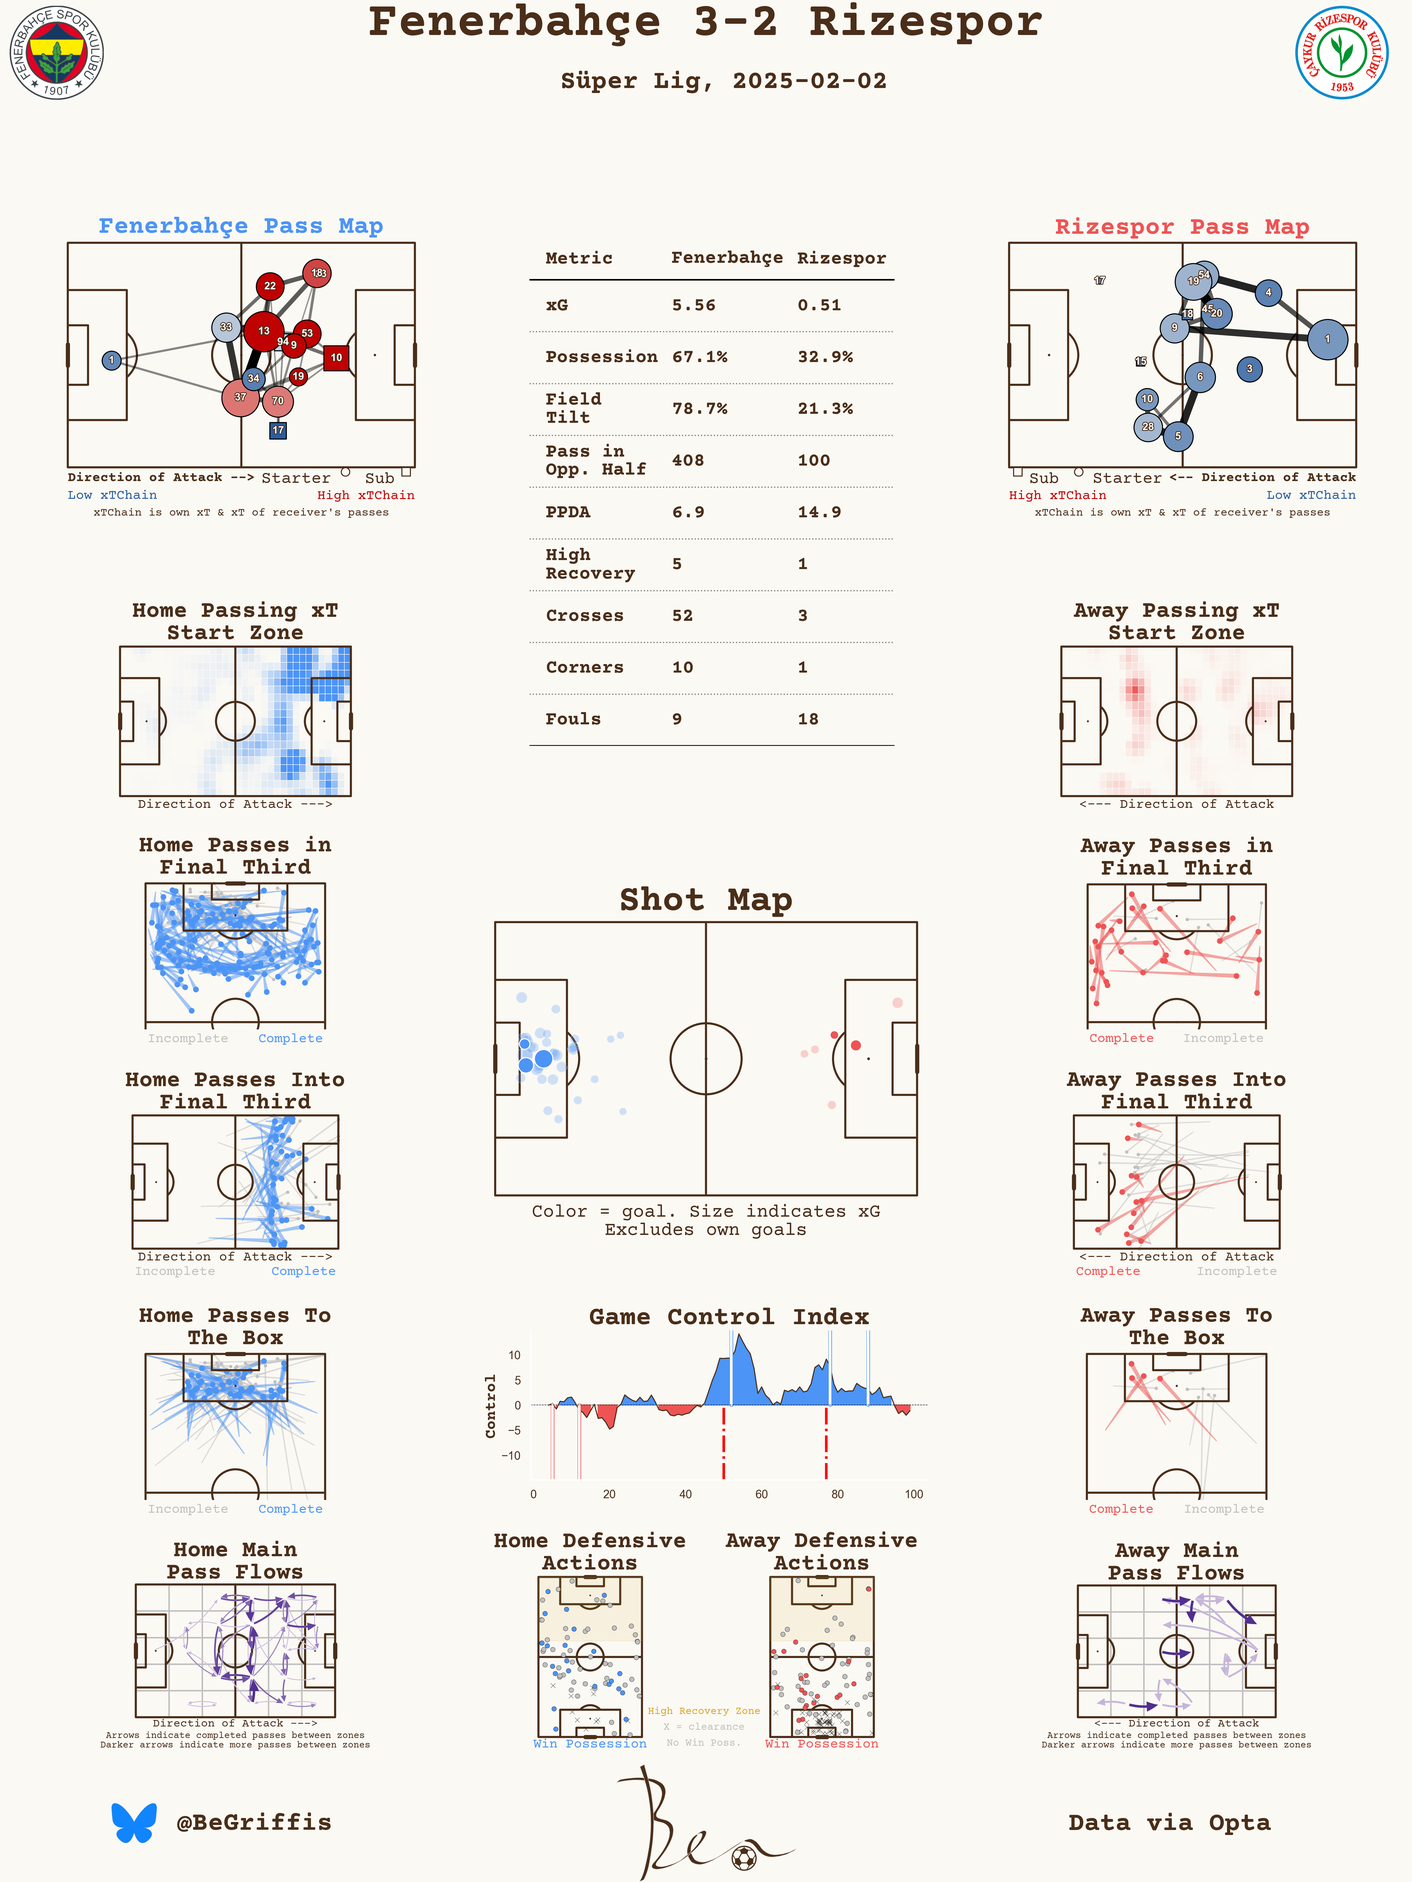 Fenerbahçe 3-2 Rizespor
Süper Lig, 2025-02-02
FENERBAHÇE SPOR KULÜBÜ
★ 1907 ★
ÇAYKUR RİZESPOR KULÜBÜ
1953
Fenerbahçe Pass Map
1
33
22
13
53
94
9
10
19
34
37
70
17
Direction of Attack --> Starter Sub
Low xTChain High xTChain
xTChain is own xT & xT of receiver's passes
Metric Fenerbahçe Rizespor
xG 5.56 0.51
Possession 67.1% 32.9%
Field
Tilt 78.7% 21.3%
Pass in
Opp. Half 408 100
PPDA 6.9 14.9
High
Recovery 5 1
Crosses 52 3
Corners 10 1
Fouls 9 18
Rizespor Pass Map
17
54
19
4
45
20
18
9
1
15
3
6
10
28
5
Sub Starter <-- Direction of Attack
High xTChain Low xTChain
xTChain is own xT & xT of receiver's passes
Home Passing xT
Start Zone
Direction of Attack --->
Away Passing xT
Start Zone
<--- Direction of Attack
Home Passes in
Final Third
Incomplete Complete
Shot Map
Color = goal. Size indicates xG
Excludes own goals
Away Passes in
Final Third
Complete Incomplete
Home Passes Into
Final Third
Direction of Attack --->
Incomplete Complete
Away Passes Into
Final Third
<--- Direction of Attack
Complete Incomplete
Home Passes To
The Box
Incomplete Complete
Game Control Index
Control
10
5
0
−5
−10
0 20 40 60 80 100
Away Passes To
The Box
Complete Incomplete
Home Main
Pass Flows
Direction of Attack --->
Arrows indicate completed passes between zones
Darker arrows indicate more passes between zones
Home Defensive
Actions
Win Possession
Away Defensive
Actions
Win Possession
High Recovery Zone
X = clearance
No Win Poss.
Away Main
Pass Flows
<--- Direction of Attack
Arrows indicate completed passes between zones
Darker arrows indicate more passes between zones
@BeGriffis
Ben
Data via Opta